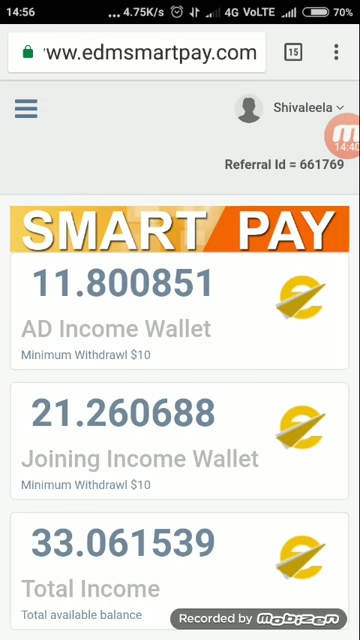 14:56 ... 4.75K/s 4G VoLTE 70%
ww.edmsmartpay.com 15
Shivaleela
14:40
Referral Id = 661769
SMART PAY
11.800851
AD Income Wallet
Minimum Withdrawl $10
21.260688
Joining Income Wallet
Minimum Withdrawl $10
33.061539
Total Income
Total available balance
Recorded by Mobizen